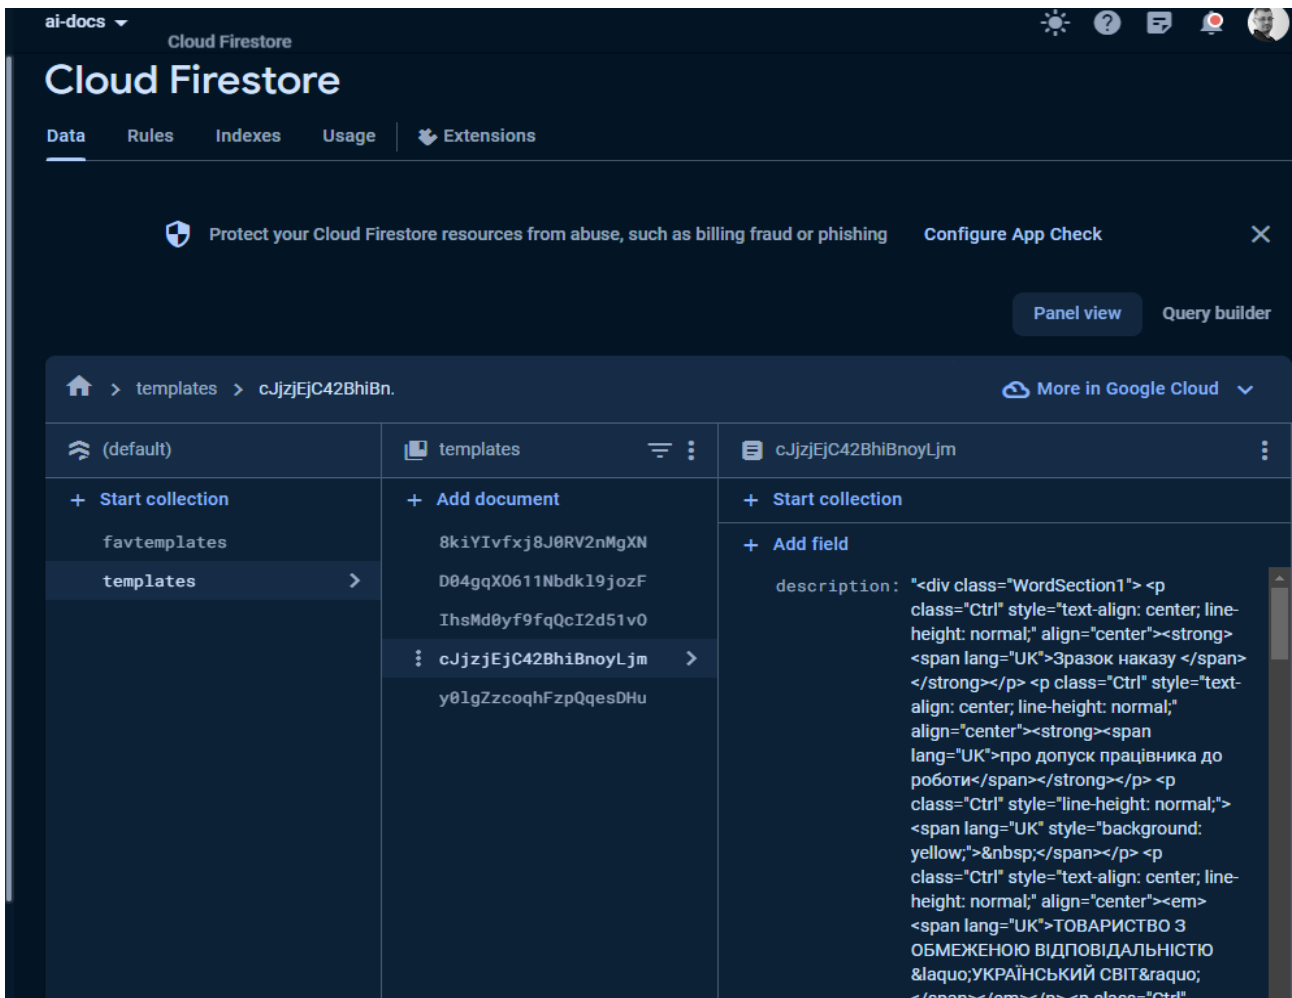 ai-docs
Cloud Firestore
Cloud Firestore
Data Rules Indexes Usage Extensions
Protect your Cloud Firestore resources from abuse, such as billing fraud or phishing Configure App Check
Panel view Query builder
templates > cJjzjEjC42BhiBn.
More in Google Cloud
(default)
+ Start collection
favtemplates
templates
templates
+ Add document
8kiYIvfxj8J0RV2nMgXN
D04gqXO611Nbdkl9jozF
IhsMd0yf9fqQcI2d51vO
cJjzjEjC42BhiBnoyLjm
y0lgZzcoqhFzpQqesDHu
cJjzjEjC42BhiBnoyLjm
+ Start collection
+ Add field
description: "<div class="WordSection1"> <p
class="Ctrl" style="text-align: center; line-
height: normal;" align="center"><strong>
<span lang="UK">Зразок наказу </span>
</strong></p> <p class="Ctrl" style="text-
align: center; line-height: normal;"
align="center"><strong><span
lang="UK">про допуск працівника до
роботи</span></strong></p> <p
class="Ctrl" style="line-height: normal;">
<span lang="UK" style="background:
yellow;">&nbsp;</span></p> <p
class="Ctrl" style="text-align: center; line-
height: normal;" align="center"><em>
<span lang="UK">ТОВАРИСТВО З
ОБМЕЖЕНОЮ ВІДПОВІДАЛЬНІСТЮ
&laquo;УКРАЇНСЬКИЙ СВІТ&raquo;
</span></em></p> <p class="Ctrl"